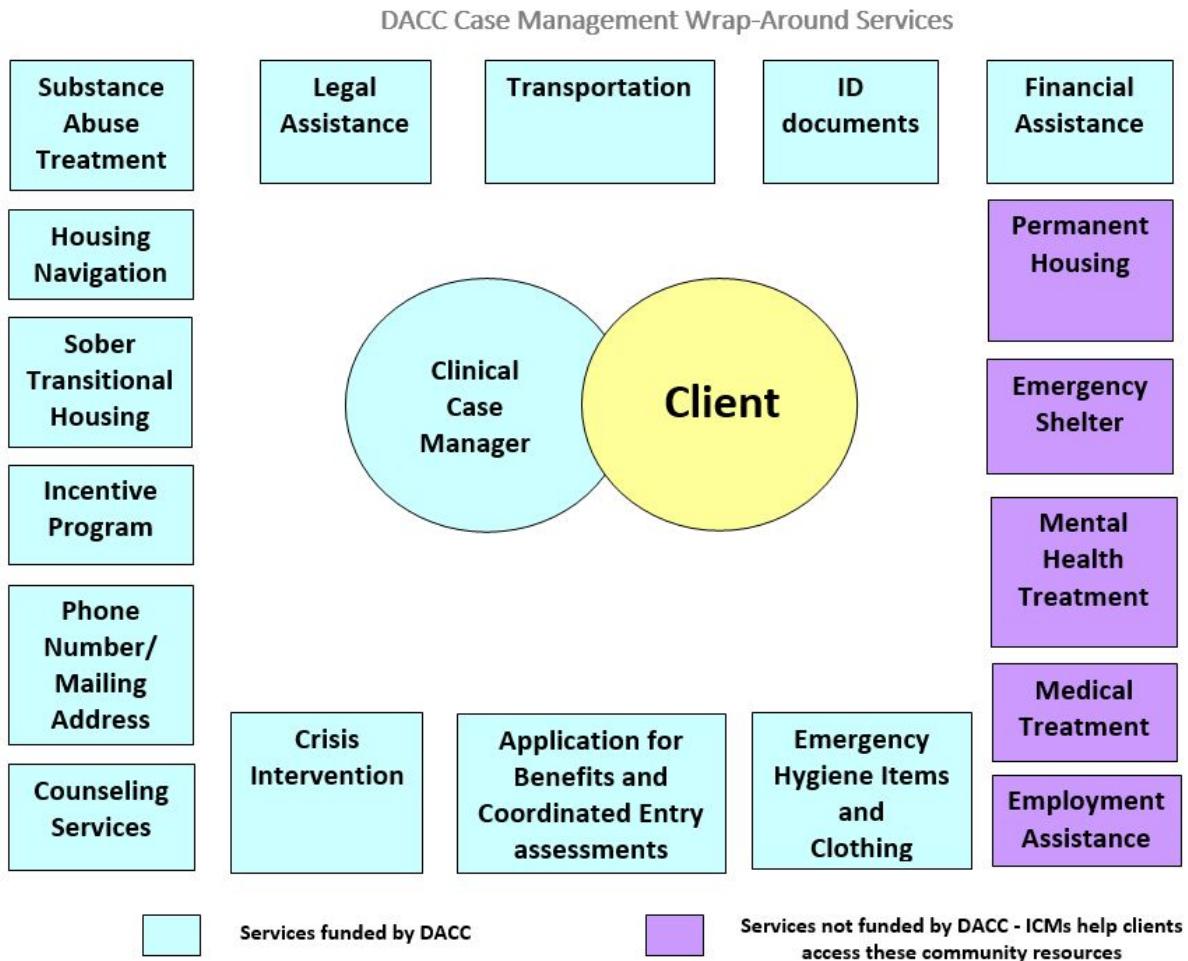 DACC Case Management Wrap-Around Services
Substance
Abuse
Treatment
Legal
Assistance
Transportation
ID
documents
Financial
Assistance
Housing
Navigation
Sober
Transitional
Housing
Incentive
Program
Phone
Number/
Mailing
Address
Counseling
Services
Clinical
Case
Manager
Client
Permanent
Housing
Emergency
Shelter
Mental
Health
Treatment
Medical
Treatment
Employment
Assistance
Crisis
Intervention
Application for
Benefits and
Coordinated Entry
assessments
Emergency
Hygiene Items
and
Clothing
Services funded by DACC
Services not funded by DACC - ICMs help clients
access these community resources